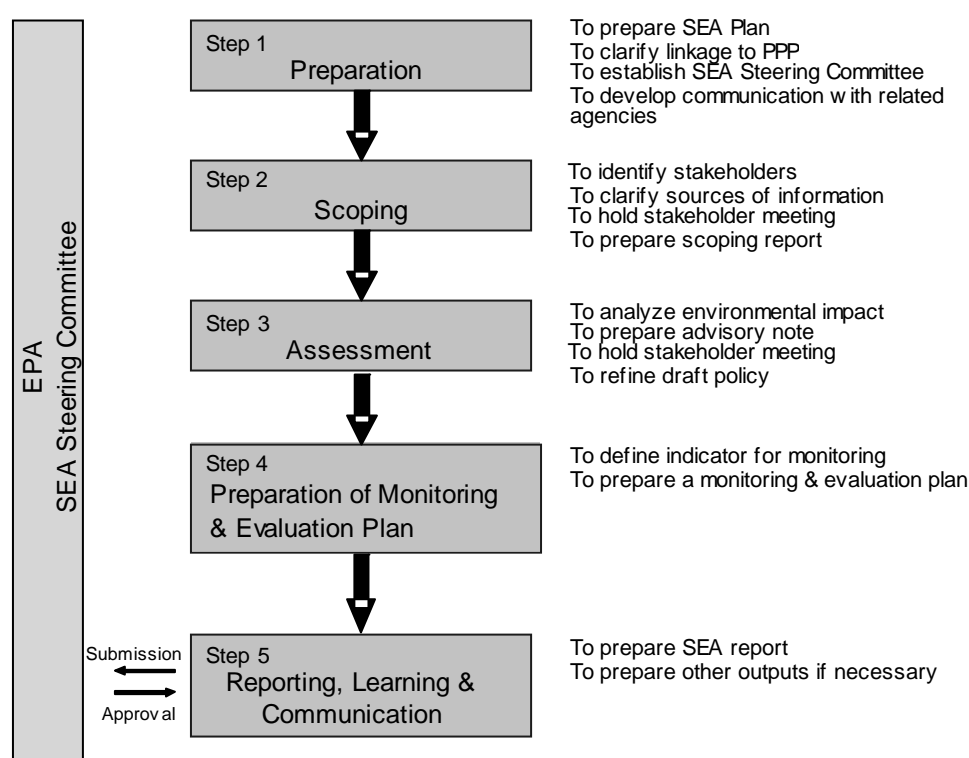 EPA
SEA Steering Committee
Step 1
Preparation
To prepare SEA Plan
To clarify linkage to PPP
To establish SEA Steering Committee
To develop communication with related
agencies
Step 2
Scoping
To identify stakeholders
To clarify sources of information
To hold stakeholder meeting
To prepare scoping report
Step 3
Assessment
To analyze environmental impact
To prepare advisory note
To hold stakeholder meeting
To refine draft policy
Step 4
Preparation of Monitoring
& Evaluation Plan
To define indicator for monitoring
To prepare a monitoring & evaluation plan
Submission
Approval
Step 5
Reporting, Learning &
Communication
To prepare SEA report
To prepare other outputs if necessary